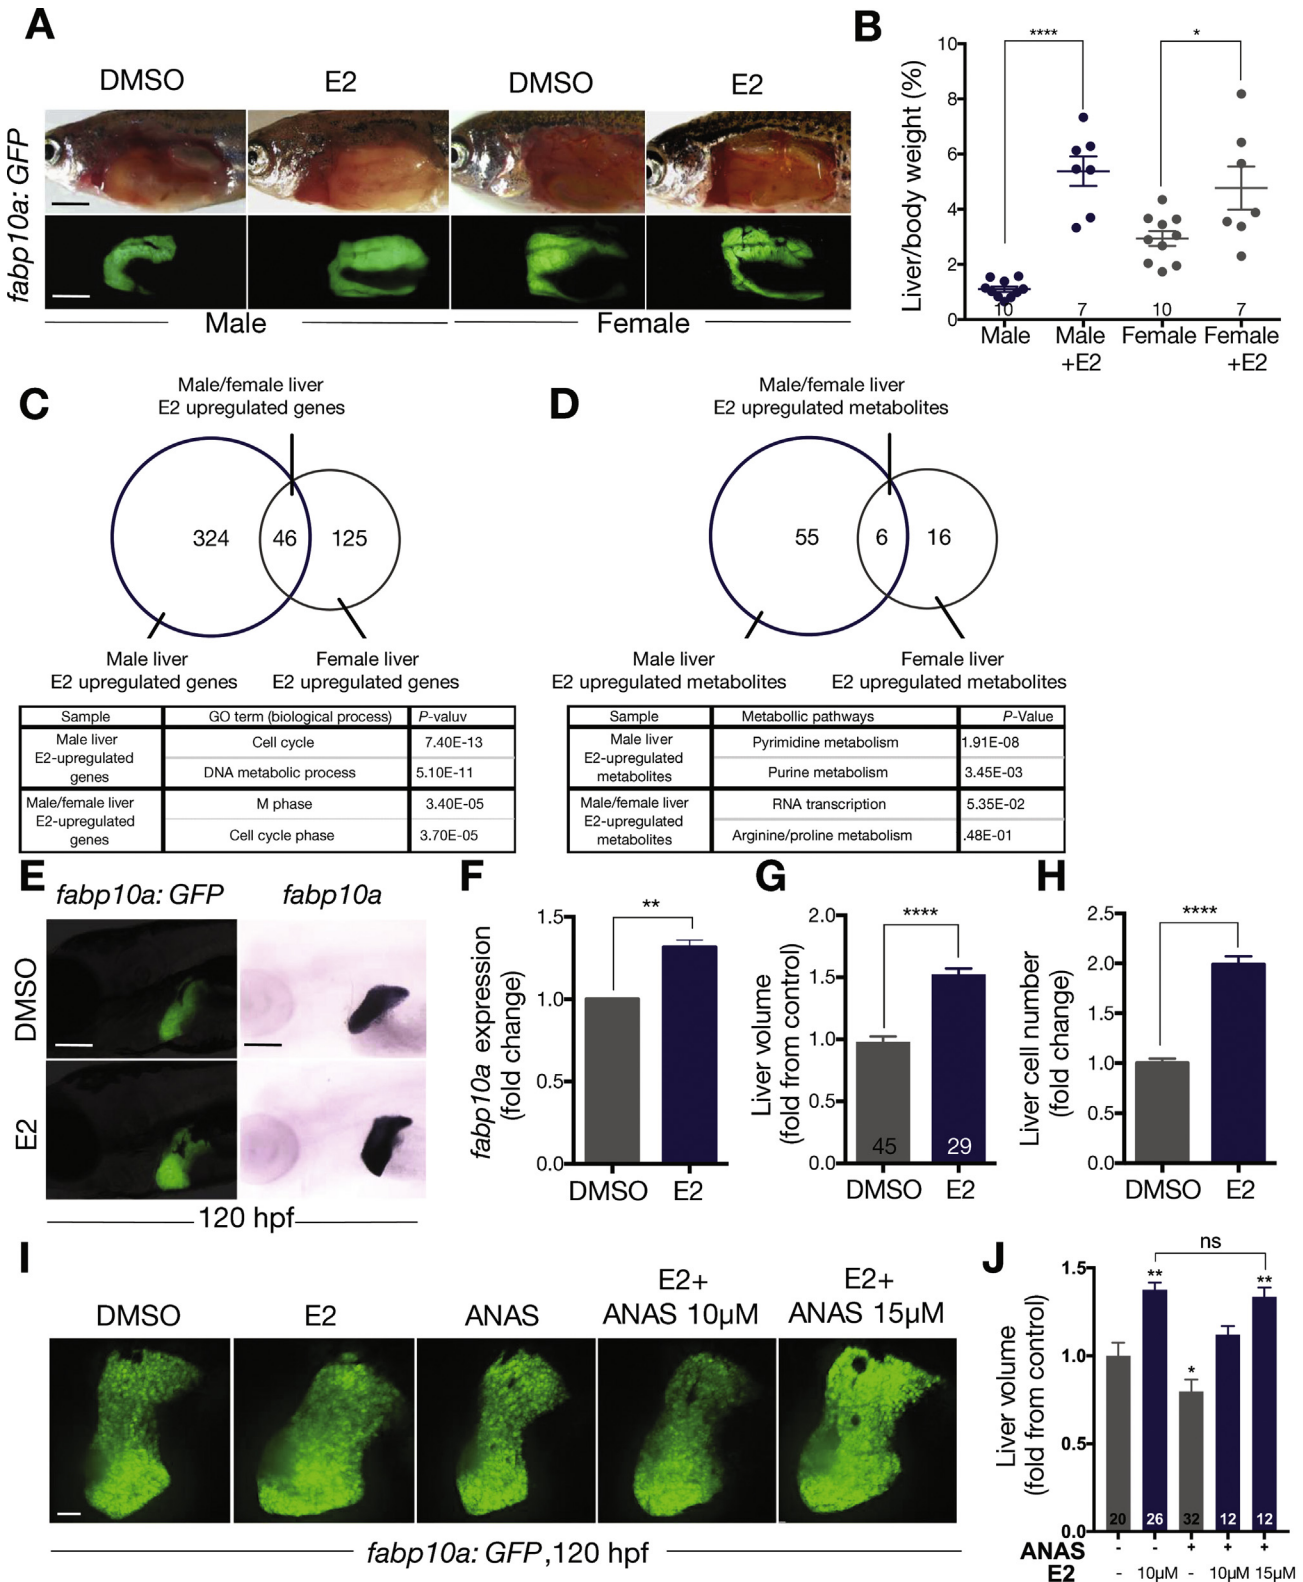 A
DMSO E2 DMSO E2
fabp10a: GFP
Male Female
B
Liver/body weight (%)
10
8
6
4
2
0
**** *
10 7 10 7
Male Male Female Female
+E2 +E2
C
Male/female liver
E2 upregulated genes
324 46 125
Male liver
E2 upregulated genes
Female liver
E2 upregulated genes
Sample GO term (biological process) P-valuv
Male liver
E2-upregulated
genes
Cell cycle 7.40E-13
DNA metabolic process 5.10E-11
Male/female liver
E2-upregulated
genes
M phase 3.40E-05
Cell cycle phase 3.70E-05
D
Male/female liver
E2 upregulated metabolites
55 6 16
Male liver
E2 upregulated metabolites
Female liver
E2 upregulated metabolites
Sample Metabollic pathways P-Value
Male liver
E2-upregulated
metabolites
Pyrimidine metabolism 1.91E-08
Purine metabolism 3.45E-03
Male/female liver
E2-upregulated
metabolites
RNA transcription 5.35E-02
Arginine/proline metabolism .48E-01
E
fabp10a: GFP fabp10a
DMSO
E2
120 hpf
F
fabp10a expression
(fold change)
1.5
1.0
0.5
0.0
**
DMSO E2
G
Liver volume
(fold from control)
2.0
1.5
1.0
0.5
0.0
****
45 29
DMSO E2
H
Liver cell number
(fold change)
2.5
2.0
1.5
1.0
0.5
0.0
****
DMSO E2
I
DMSO E2 ANAS E2+ ANAS 10µM E2+ ANAS 15µM
fabp10a: GFP,120 hpf
J
Liver volume
(fold from control)
1.5
1.0
0.5
0.0
ns
** * **
20 26 32 12 12
ANAS - - + + +
E2 - 10µM - 10µM 15µM